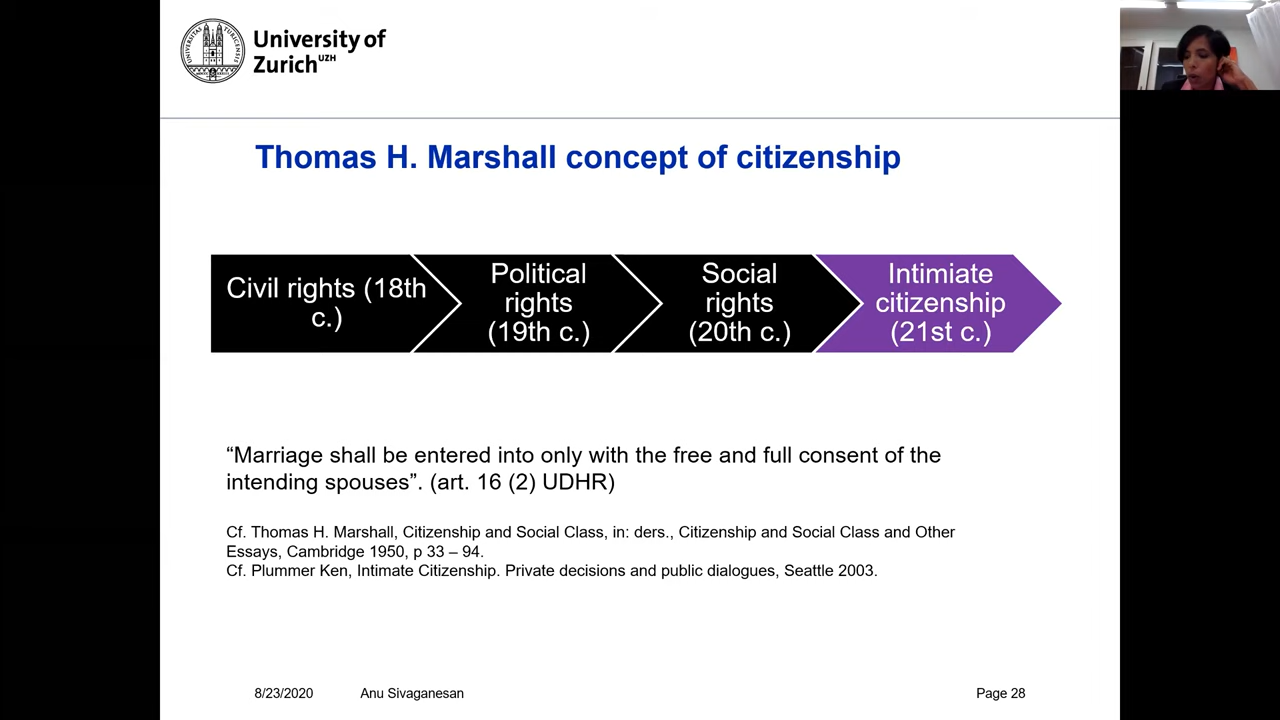 University of
Zurich UZH
Thomas H. Marshall concept of citizenship
Civil rights (18th
c.)
Political
rights
(19th c.)
Social
rights
(20th c.)
Intimiate
citizenship
(21st c.)
“Marriage shall be entered into only with the free and full consent of the
intending spouses”. (art. 16 (2) UDHR)
Cf. Thomas H. Marshall, Citizenship and Social Class, in: ders., Citizenship and Social Class and Other
Essays, Cambridge 1950, p 33 – 94.
Cf. Plummer Ken, Intimate Citizenship. Private decisions and public dialogues, Seattle 2003.
8/23/2020 Anu Sivaganesan Page 28